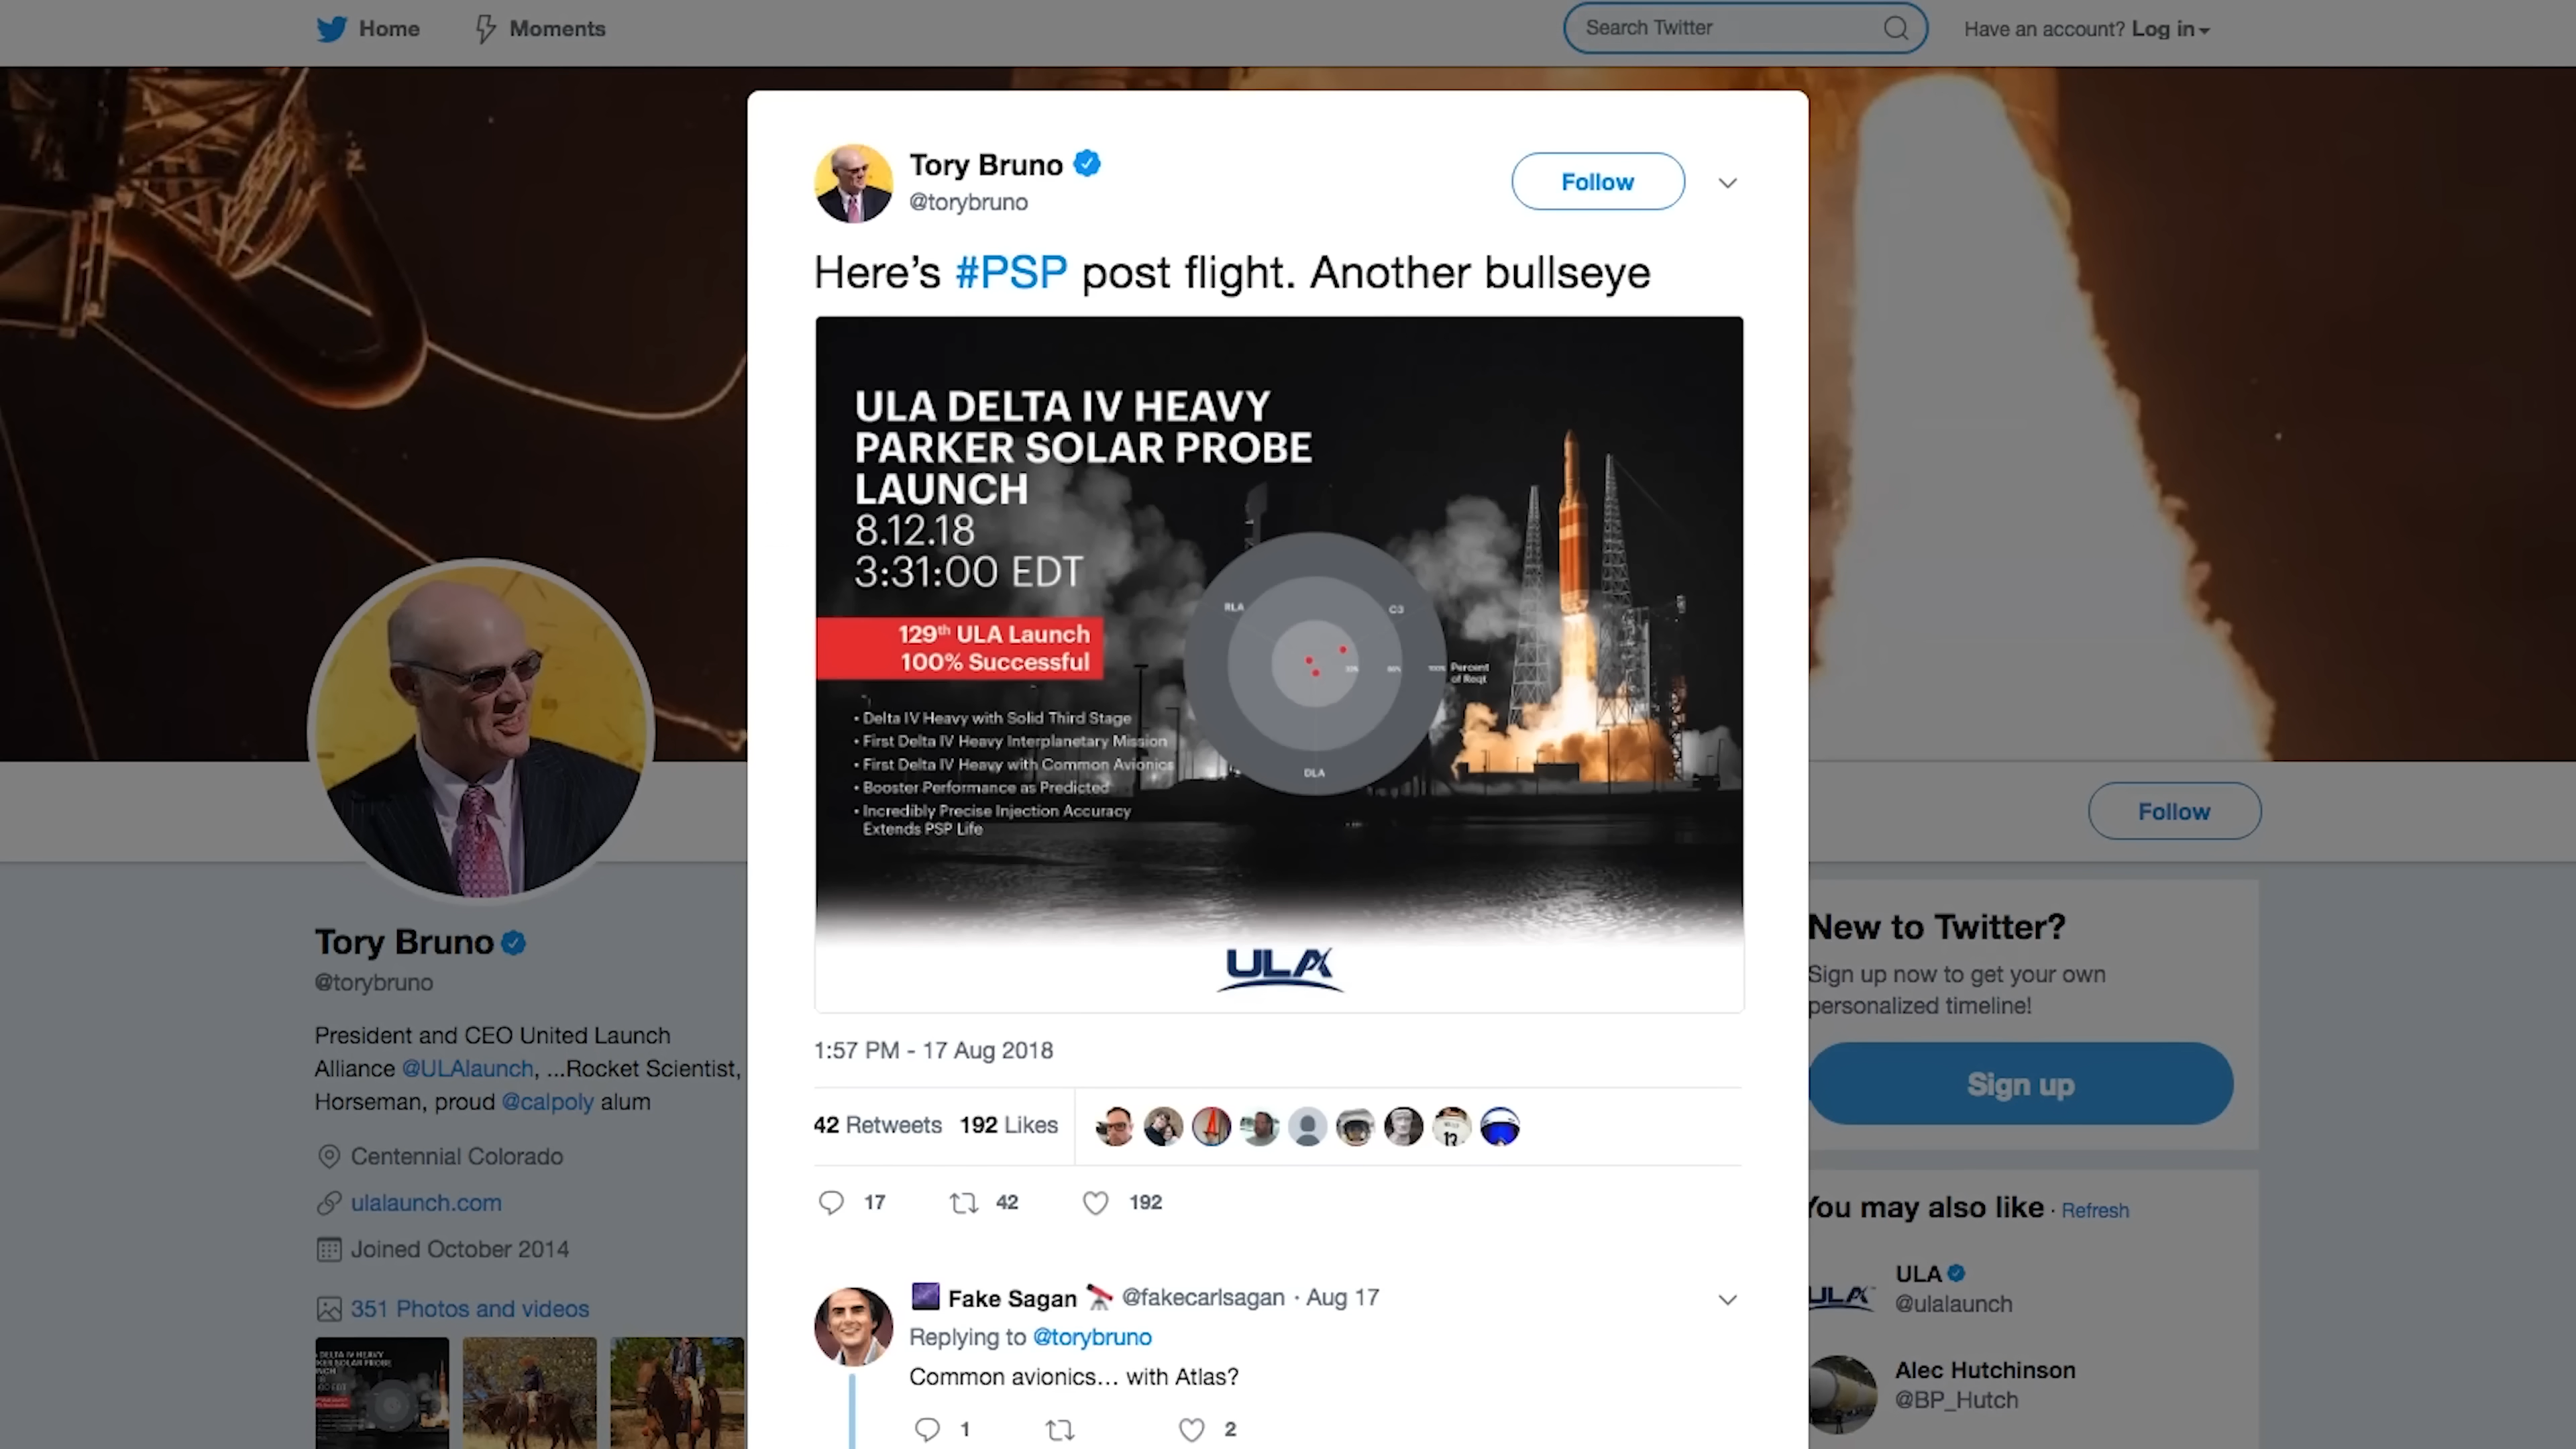 Home
Moments
Search Twitter
Have an account? Log in
Tory Bruno
@torybruno
Follow
Here's #PSP post flight. Another bullseye
ULA DELTA IV HEAVY
PARKER SOLAR PROBE
LAUNCH
8.12.18
3:31:00 EDT
129th ULA Launch
100% Successful
• Delta IV Heavy with Solid Third Stage
• First Delta IV Heavy Interplanetary Mission
• First Delta IV Heavy with Common Avionics
• Booster Performance as Predicted
• Incredibly Precise Injection Accuracy
Extends PSP Life
RLA
C3
DLA
100%
Percent
of Reqt
ULA
1:57 PM - 17 Aug 2018
42 Retweets 192 Likes
17
42
192
Fake Sagan @fakecarlsagan · Aug 17
Replying to @torybruno
Common avionics... with Atlas?
1
2
Tory Bruno
@torybruno
President and CEO United Launch
Alliance @ULAlaunch, ...Rocket Scientist,
Horseman, proud @calpoly alum
Centennial Colorado
ulalaunch.com
Joined October 2014
351 Photos and videos
Follow
New to Twitter?
Sign up now to get your own
personalized timeline!
Sign up
You may also like · Refresh
ULA
ULA
@ulalaunch
Alec Hutchinson
@BP_Hutch